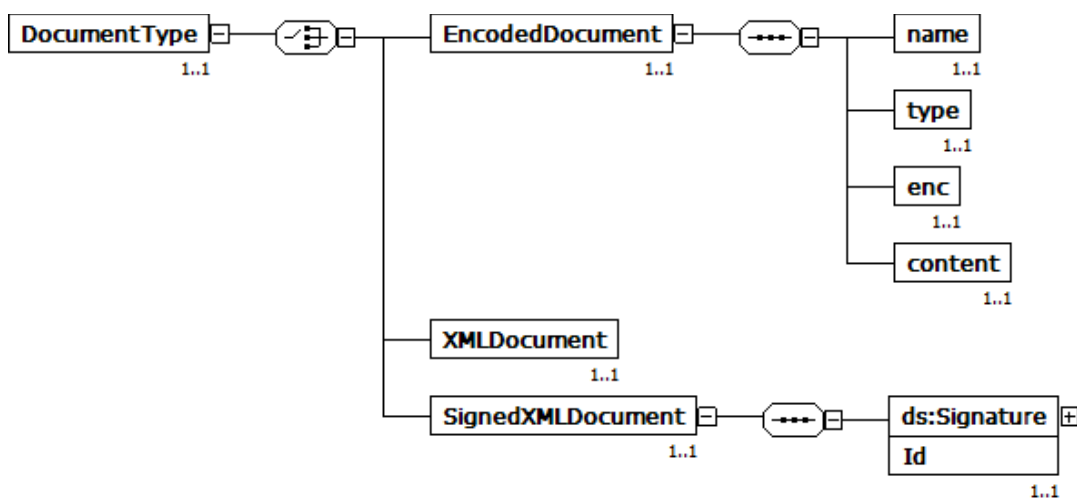 DocumentType
1..1
EncodedDocument
1..1
name
1..1
type
1..1
enc
1..1
content
1..1
XMLDocument
1..1
SignedXMLDocument
1..1
ds:Signature
Id
1..1